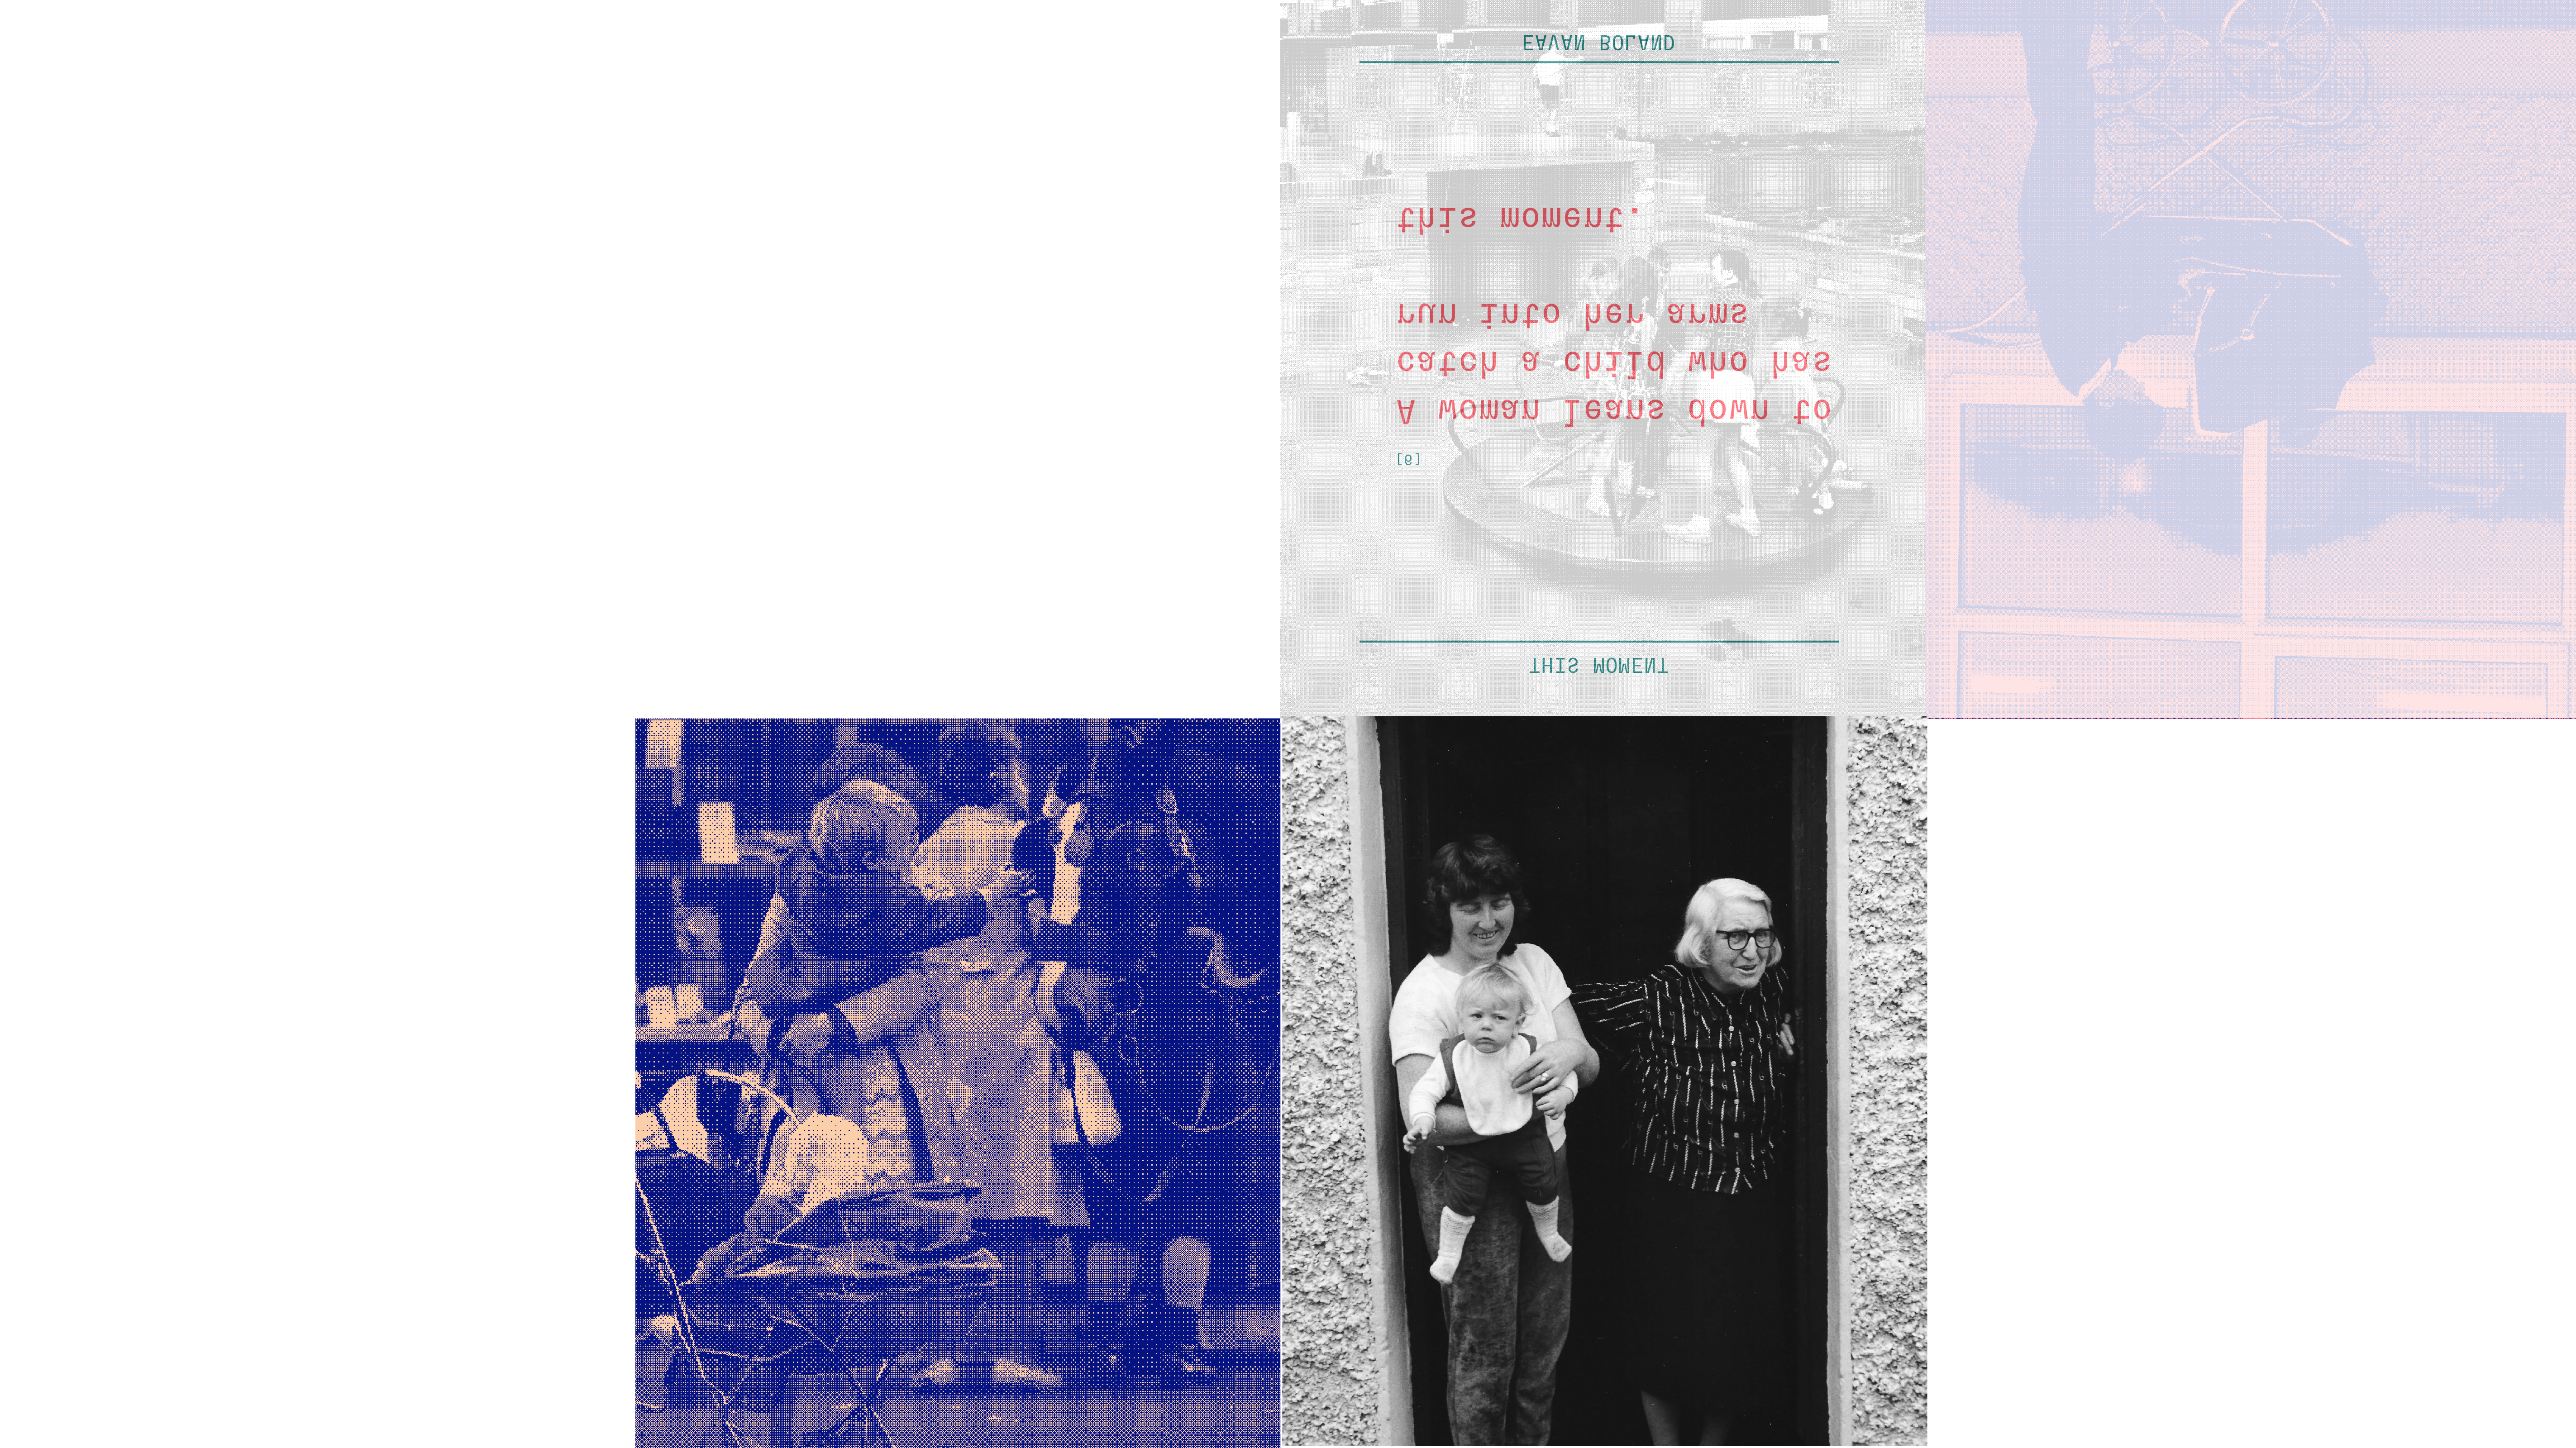 THIS MOMENT
[6]
A woman leans down to
catch a child who has
run into her arms
this moment.
EAVAN BOLAND